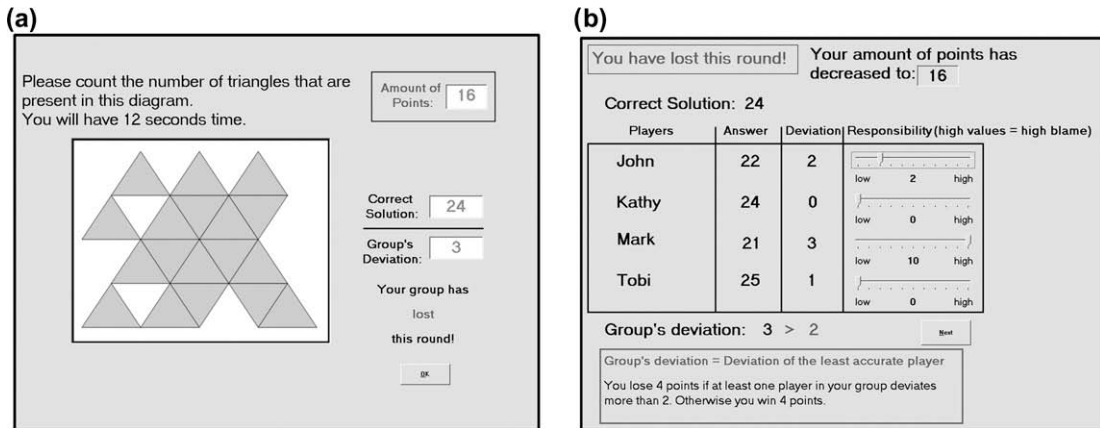 (a)
Please count the number of triangles that are
present in this diagram.
You will have 12 seconds time.
Amount of
Points: 16
Correct
Solution: 24
Group's
Deviation: 3
Your group has
lost
this round!
OK
(b)
You have lost this round!
Your amount of points has
decreased to: 16
Correct Solution: 24
Players Answer Deviation Responsibility (high values = high blame)
John 22 2
low 2 high
Kathy 24 0
low 0 high
Mark 21 3
low 10 high
Tobi 25 1
low 0 high
Group's deviation: 3 > 2
Next
Group's deviation = Deviation of the least accurate player
You lose 4 points if at least one player in your group deviates
more than 2. Otherwise you win 4 points.